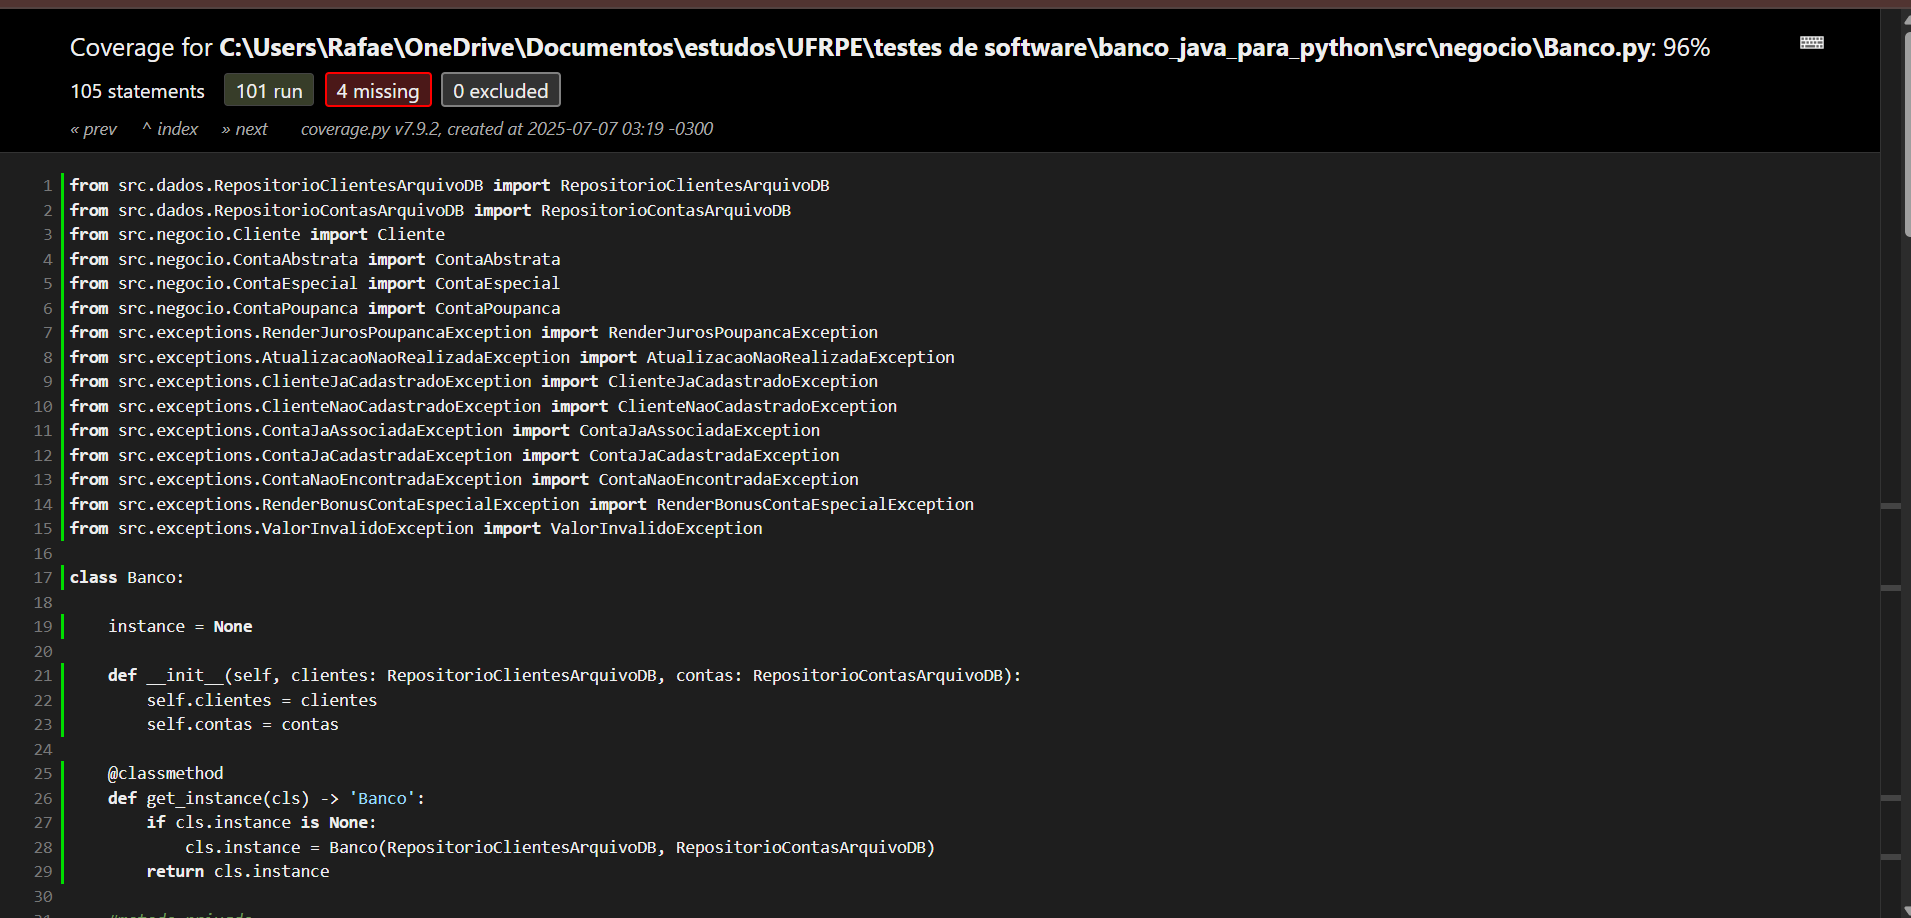 Coverage for C:\Users\Rafae\OneDrive\Documentos\estudos\UFRPE\testes de software\banco_java_para_python\src\negocio\Banco.py: 96%
105 statements 101 run 4 missing 0 excluded
« prev ^ index » next coverage.py v7.9.2, created at 2025-07-07 03:19 -0300
1 from src.dados.RepositorioClientesArquivoDB import RepositorioClientesArquivoDB
2 from src.dados.RepositorioContasArquivoDB import RepositorioContasArquivoDB
3 from src.negocio.Cliente import Cliente
4 from src.negocio.ContaAbstrata import ContaAbstrata
5 from src.negocio.ContaEspecial import ContaEspecial
6 from src.negocio.ContaPoupanca import ContaPoupanca
7 from src.exceptions.RenderJurosPoupancaException import RenderJurosPoupancaException
8 from src.exceptions.AtualizacaoNaoRealizadaException import AtualizacaoNaoRealizadaException
9 from src.exceptions.ClienteJaCadastradoException import ClienteJaCadastradoException
10 from src.exceptions.ClienteNaoCadastradoException import ClienteNaoCadastradoException
11 from src.exceptions.ContaJaAssociadaException import ContaJaAssociadaException
12 from src.exceptions.ContaJaCadastradaException import ContaJaCadastradaException
13 from src.exceptions.ContaNaoEncontradaException import ContaNaoEncontradaException
14 from src.exceptions.RenderBonusContaEspecialException import RenderBonusContaEspecialException
15 from src.exceptions.ValorInvalidoException import ValorInvalidoException
16
17 class Banco:
18
19 instance = None
20
21 def __init__(self, clientes: RepositorioClientesArquivoDB, contas: RepositorioContasArquivoDB):
22 self.clientes = clientes
23 self.contas = contas
24
25 @classmethod
26 def get_instance(cls) -> 'Banco':
27 if cls.instance is None:
28 cls.instance = Banco(RepositorioClientesArquivoDB, RepositorioContasArquivoDB)
29 return cls.instance
30